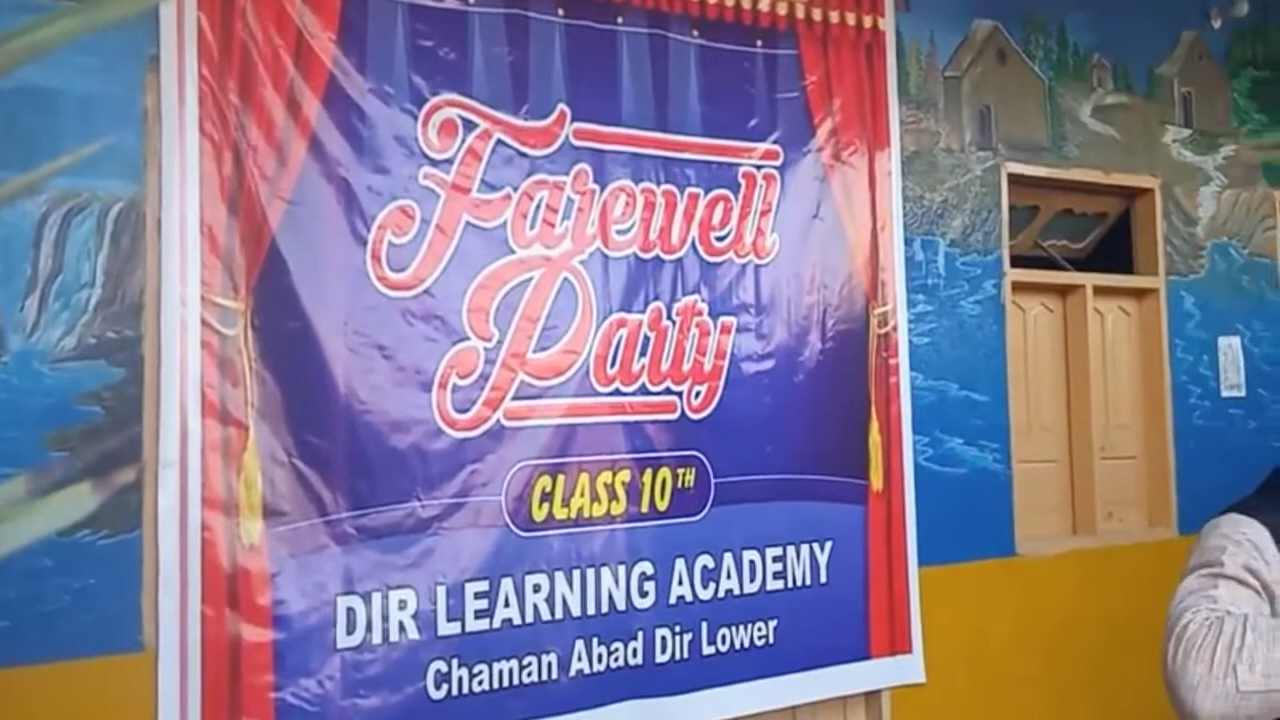 Farewell
Party
CLASS 10TH
DIR LEARNING ACADEMY
Chaman Abad Dir Lower